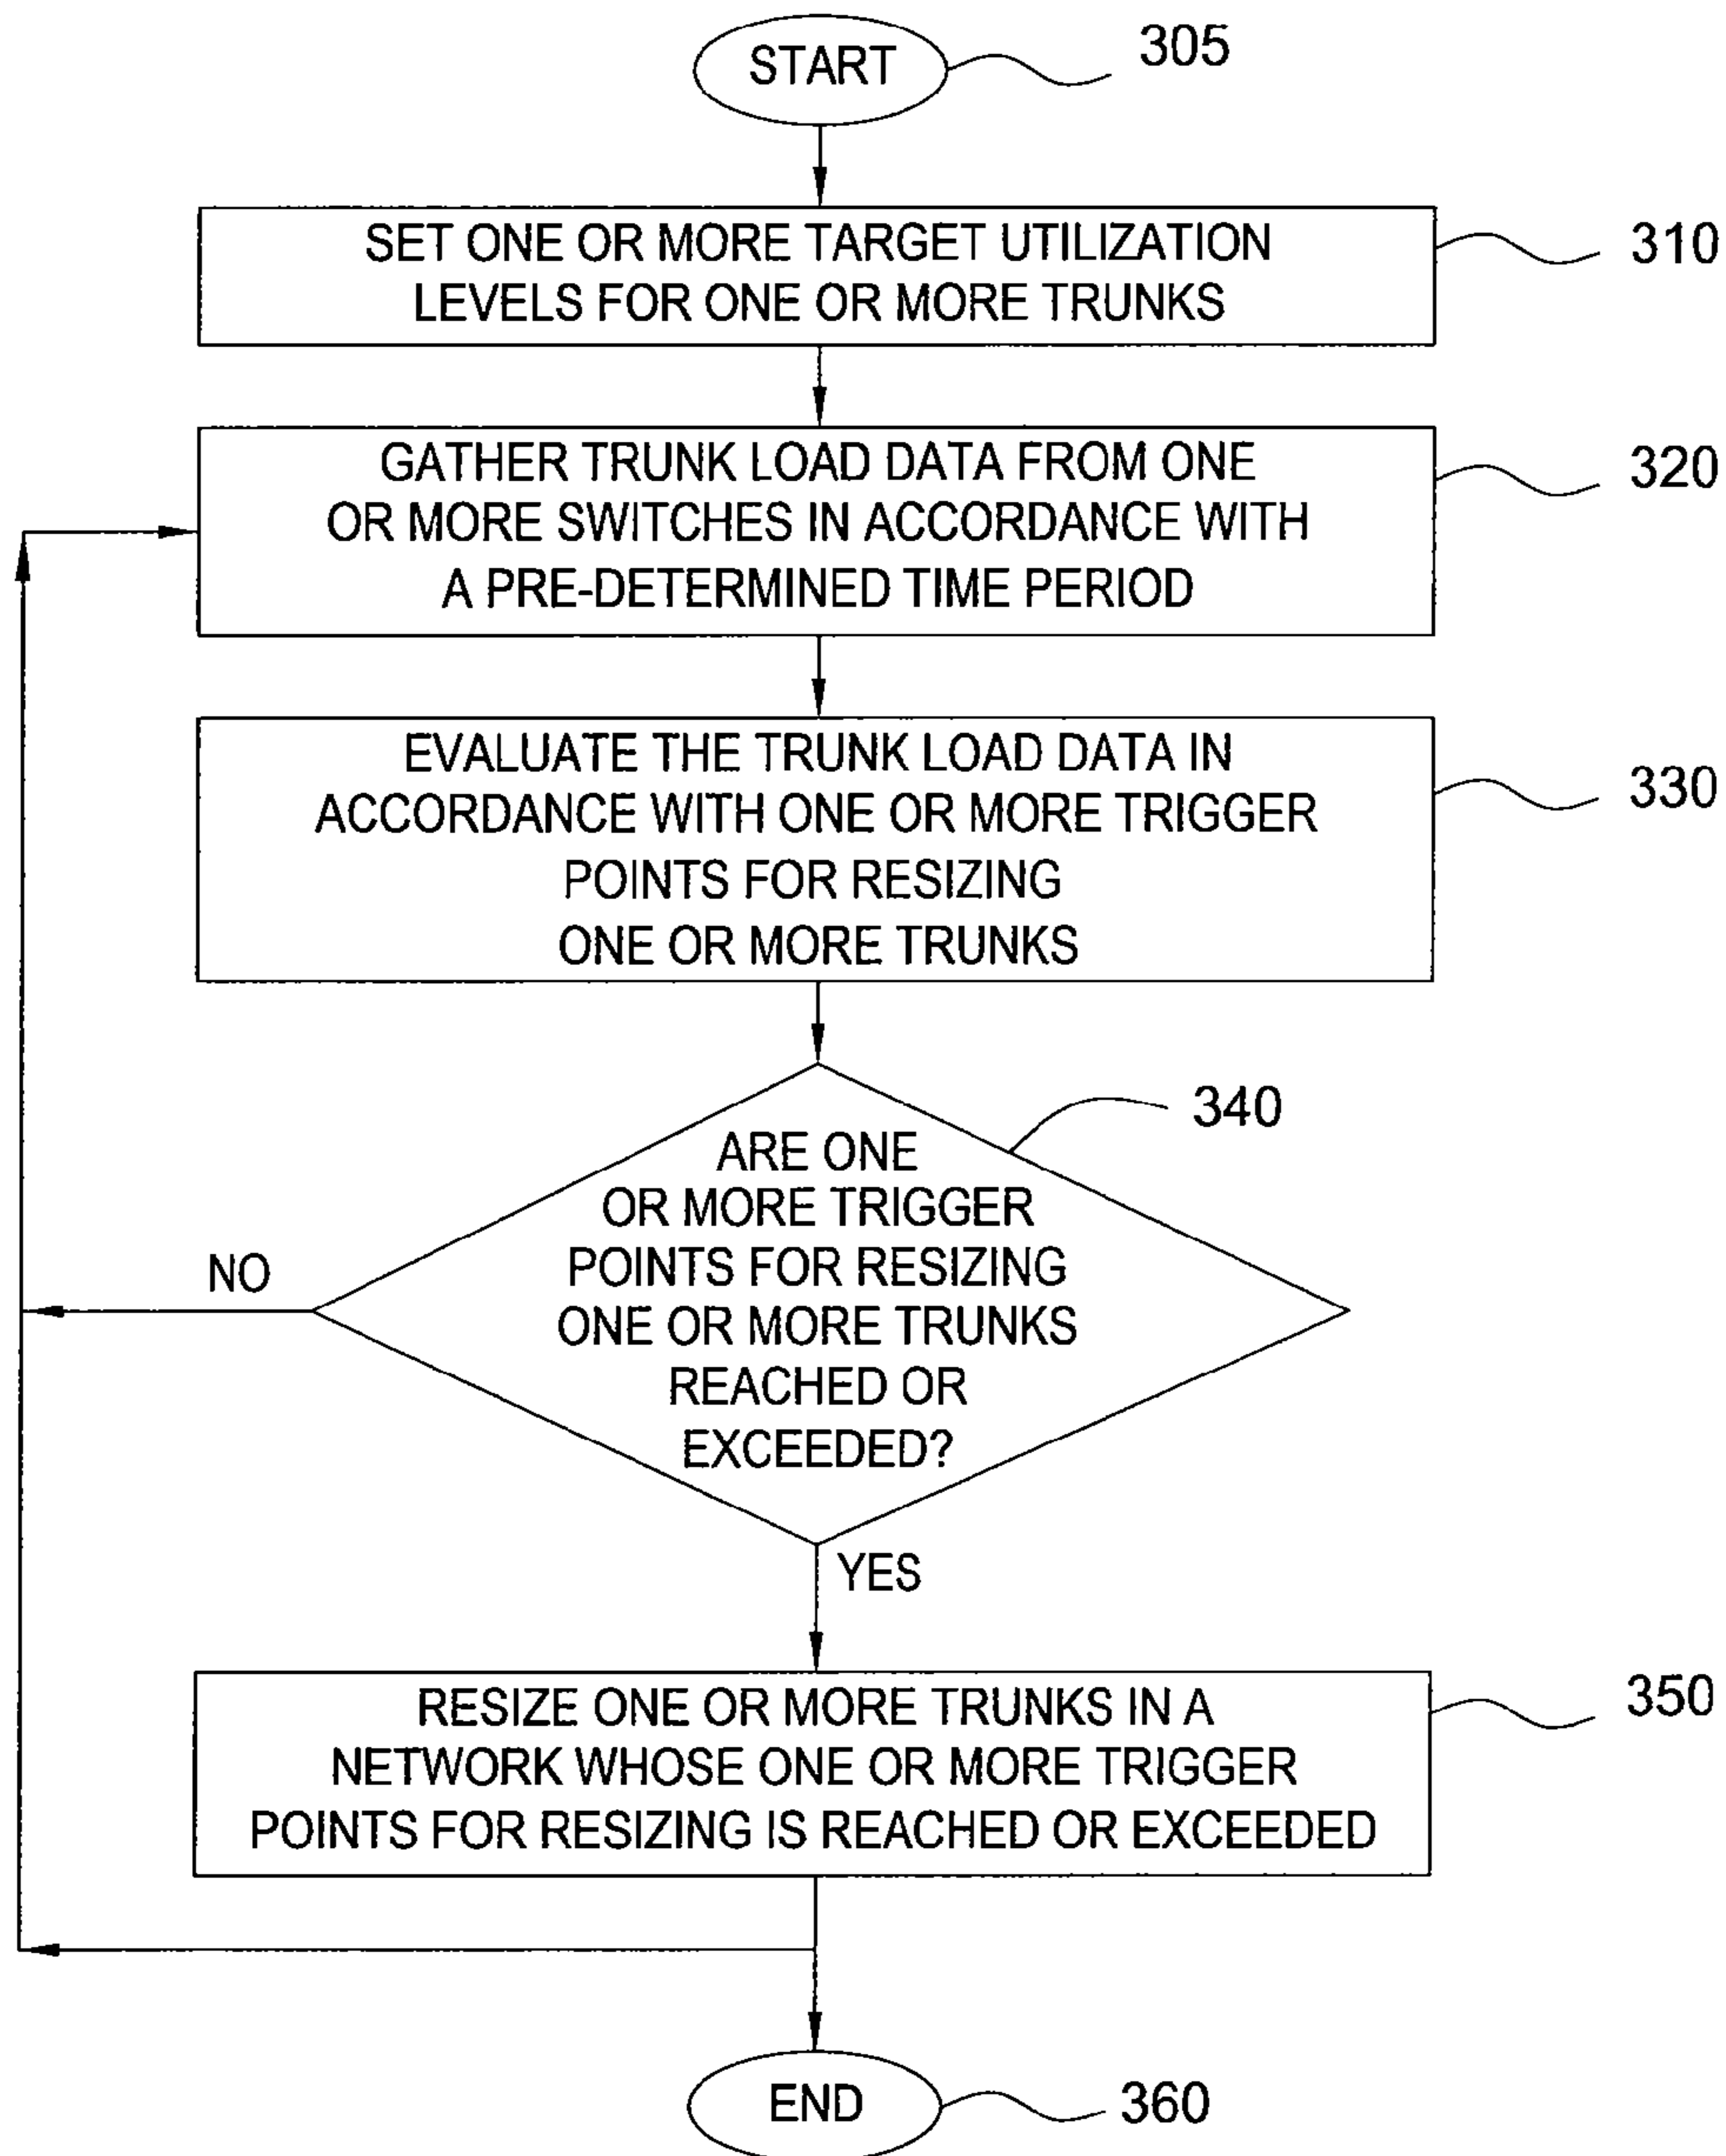 START
305
SET ONE OR MORE TARGET UTILIZATION
LEVELS FOR ONE OR MORE TRUNKS
310
GATHER TRUNK LOAD DATA FROM ONE
OR MORE SWITCHES IN ACCORDANCE WITH
A PRE-DETERMINED TIME PERIOD
320
EVALUATE THE TRUNK LOAD DATA IN
ACCORDANCE WITH ONE OR MORE TRIGGER
POINTS FOR RESIZING
ONE OR MORE TRUNKS
330
ARE ONE
OR MORE TRIGGER
POINTS FOR RESIZING
ONE OR MORE TRUNKS
REACHED OR
EXCEEDED?
340
NO
YES
RESIZE ONE OR MORE TRUNKS IN A
NETWORK WHOSE ONE OR MORE TRIGGER
POINTS FOR RESIZING IS REACHED OR EXCEEDED
350
END
360